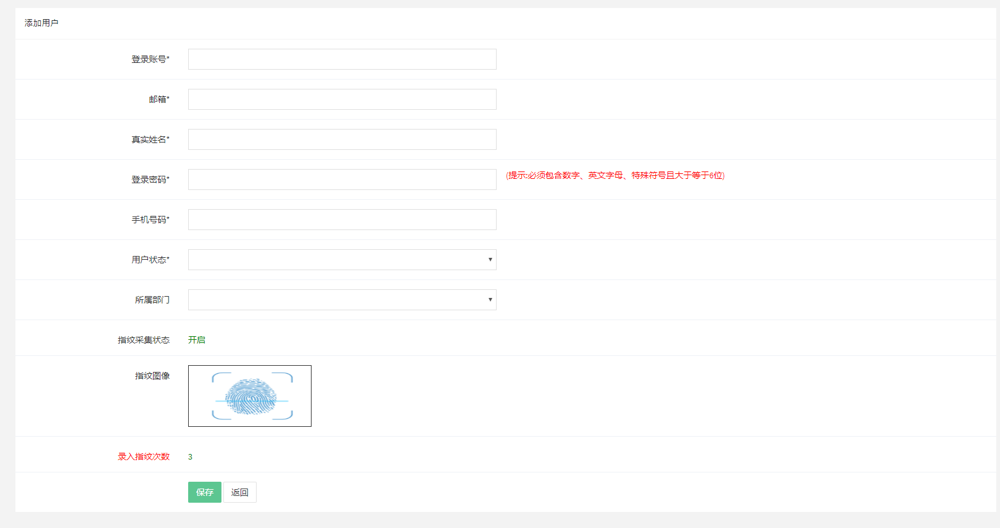 添加用户
登录账号*
邮箱*
真实姓名*
登录密码* (提示:必须包含数字、英文字母、特殊符号且大于等于6位)
手机号码*
用户状态*
所属部门
指纹采集状态 开启
指纹图像
录入指纹次数 3
保存 返回